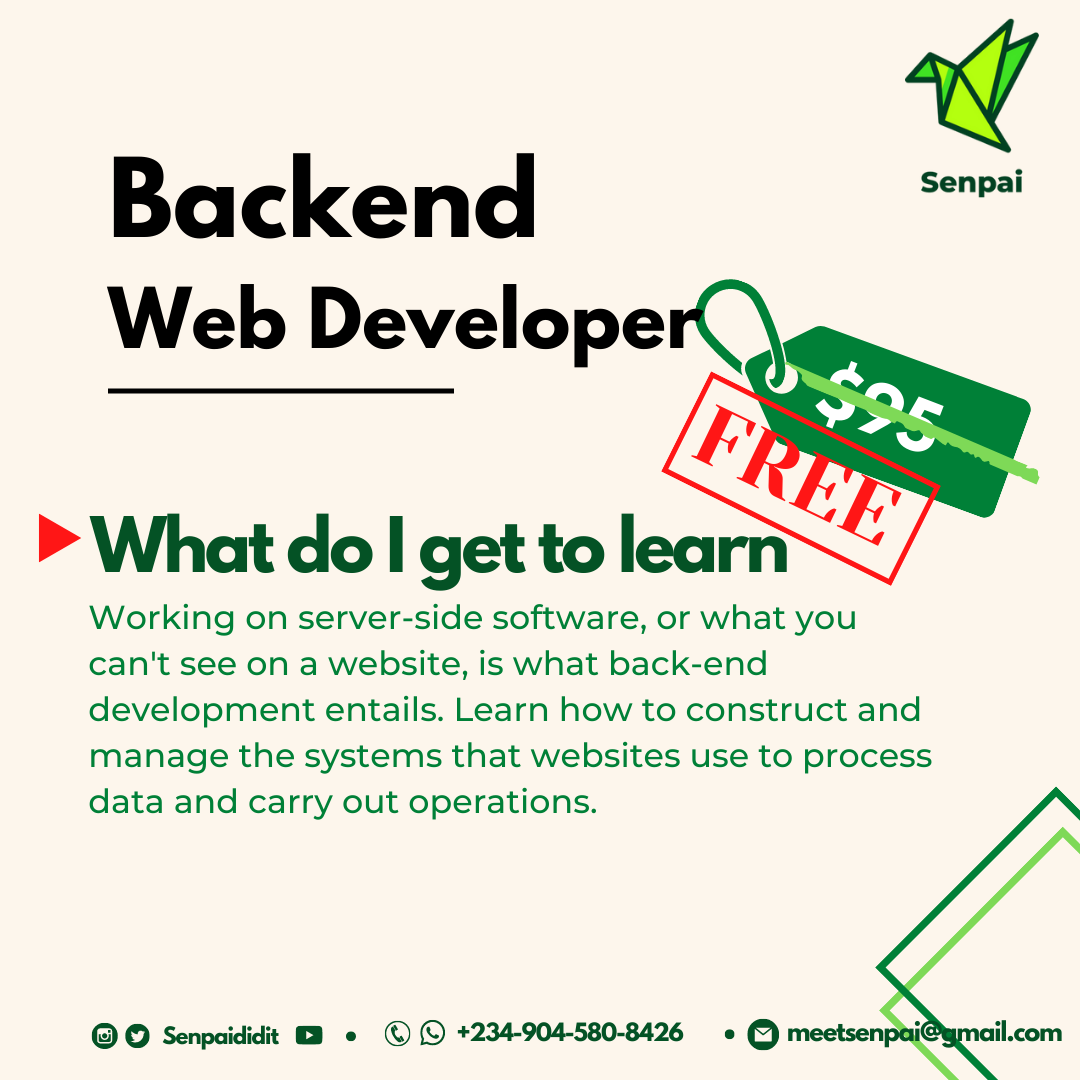 Senpai
Backend
Web Developer
$95
FREE
What do I get to learn
Working on server-side software, or what you
can't see on a website, is what back-end
development entails. Learn how to construct and
manage the systems that websites use to process
data and carry out operations.
Senpaididit • +234-904-580-8426 • meetsenpai@gmail.com